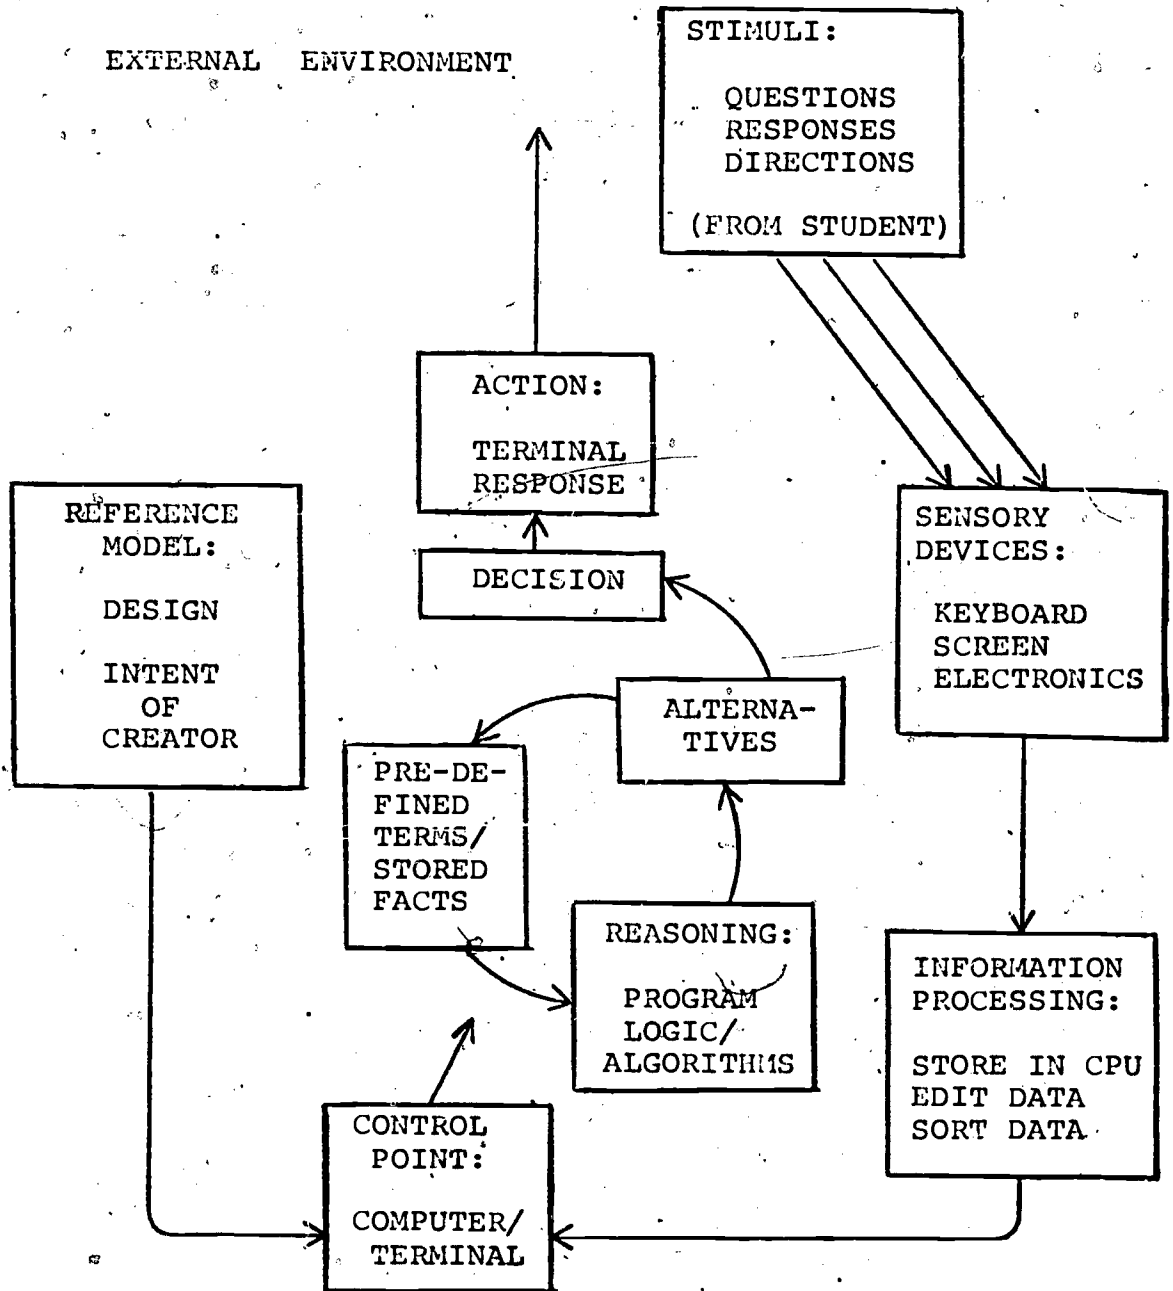 EXTERNAL ENVIRONMENT
STIMULI:
QUESTIONS
RESPONSES
DIRECTIONS
(FROM STUDENT)
ACTION:
TERMINAL
RESPONSE
DECISION
REFERENCE
MODEL:
DESIGN
INTENT
OF
CREATOR
SENSORY
DEVICES:
KEYBOARD
SCREEN
ELECTRONICS
ALTERNA-
TIVES
PRE-DE-
FINED
TERMS/
STORED
FACTS
REASONING:
PROGRAM
LOGIC/
ALGORITHMS
INFORMATION
PROCESSING:
STORE IN CPU
EDIT DATA
SORT DATA
CONTROL
POINT:
COMPUTER/
TERMINAL